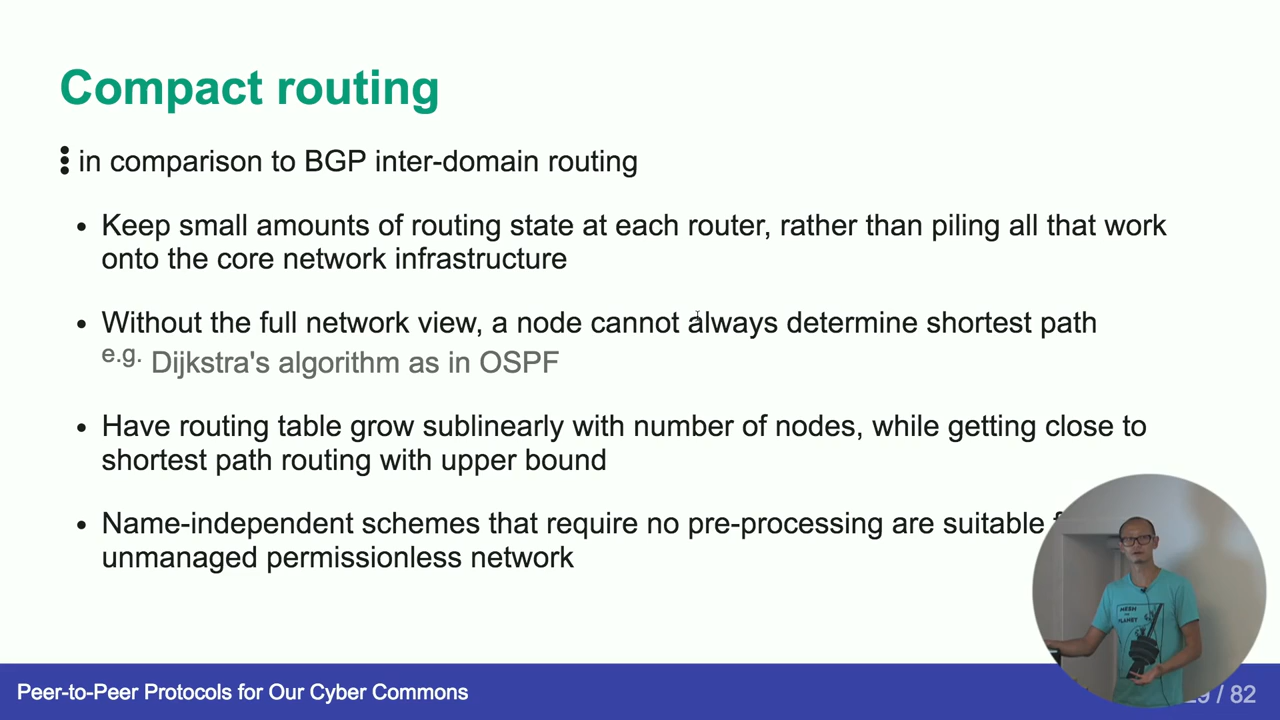 Compact routing
in comparison to BGP inter-domain routing
Keep small amounts of routing state at each router, rather than piling all that work
onto the core network infrastructure
Without the full network view, a node cannot always determine shortest path
e.g. Dijkstra's algorithm as in OSPF
Have routing table grow sublinearly with number of nodes, while getting close to
shortest path routing with upper bound
Name-independent schemes that require no pre-processing are suitable
unmanaged permissionless network
PLANET
Peer-to-Peer Protocols for Our Cyber Commons
/ 82